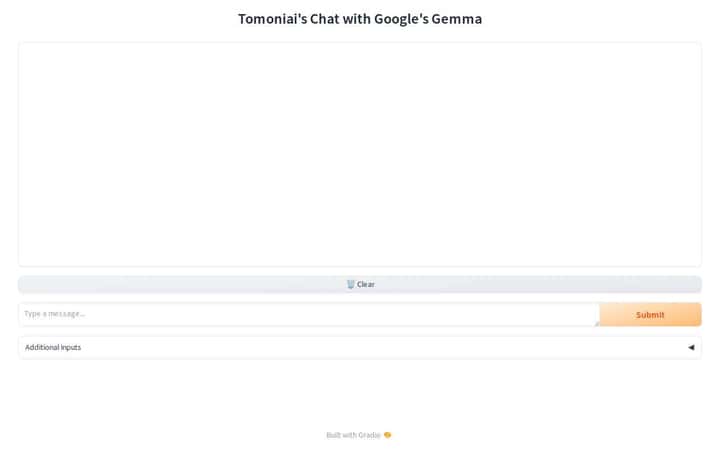 Tomoniai's Chat with Google's Gemma
Clear
Type a message...
Submit
Additional Inputs
Built with Gradio